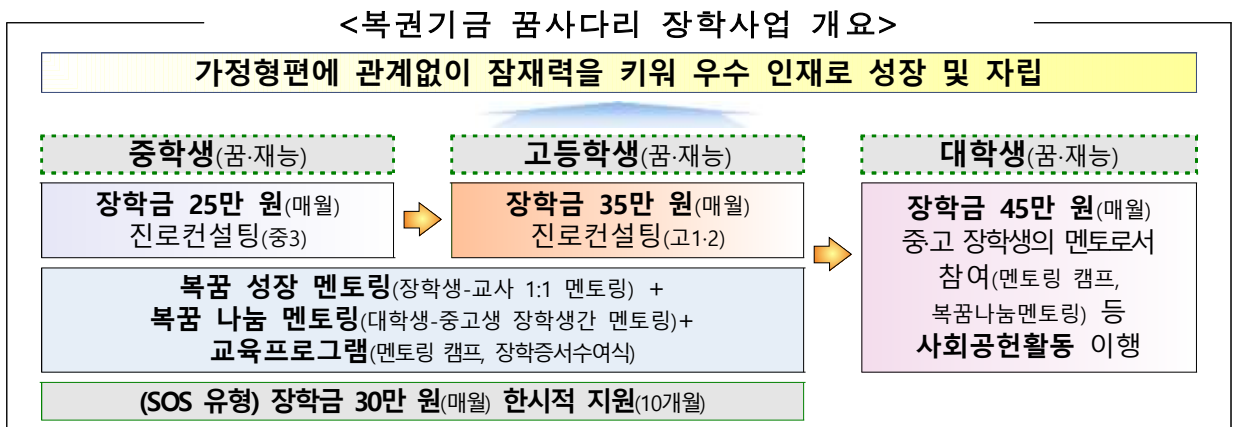 <복권기금 꿈사다리 장학사업 개요>
가정형편에 관계없이 잠재력을 키워 우수 인재로 성장 및 자립
중학생(꿈·재능)
장학금 25만 원(매월)
진로컨설팅(중3)
고등학생(꿈·재능)
장학금 35만 원(매월)
진로컨설팅(고1·2)
복꿈 성장 멘토링(장학생-교사 1:1 멘토링) +
복꿈 나눔 멘토링(대학생-중고생 장학생간 멘토링)+
교육프로그램(멘토링 캠프, 장학증서수여식)
(SOS 유형) 장학금 30만 원(매월) 한시적 지원(10개월)
대학생(꿈·재능)
장학금 45만 원(매월)
중·고 장학생의 멘토로서
참여(멘토링 캠프,
복꿈나눔멘토링) 등
사회공헌활동 이행